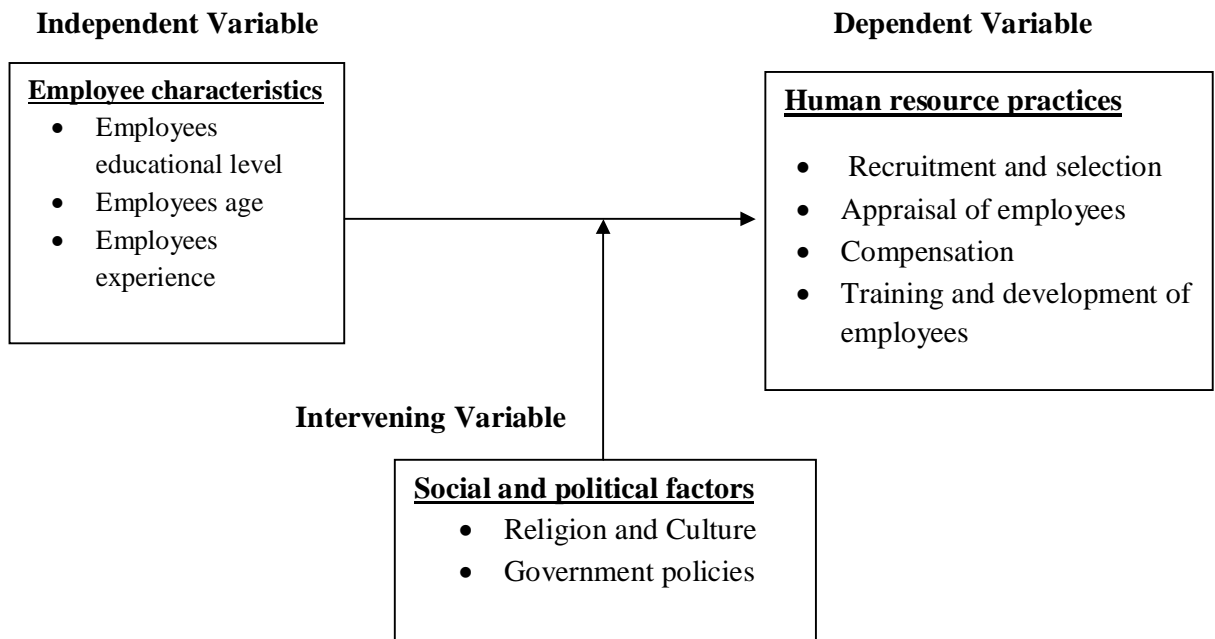 Independent Variable
Dependent Variable
Employee characteristics
• Employees
educational level
• Employees age
• Employees
experience
Human resource practices
• Recruitment and selection
• Appraisal of employees
• Compensation
• Training and development of
employees
Intervening Variable
Social and political factors
• Religion and Culture
• Government policies